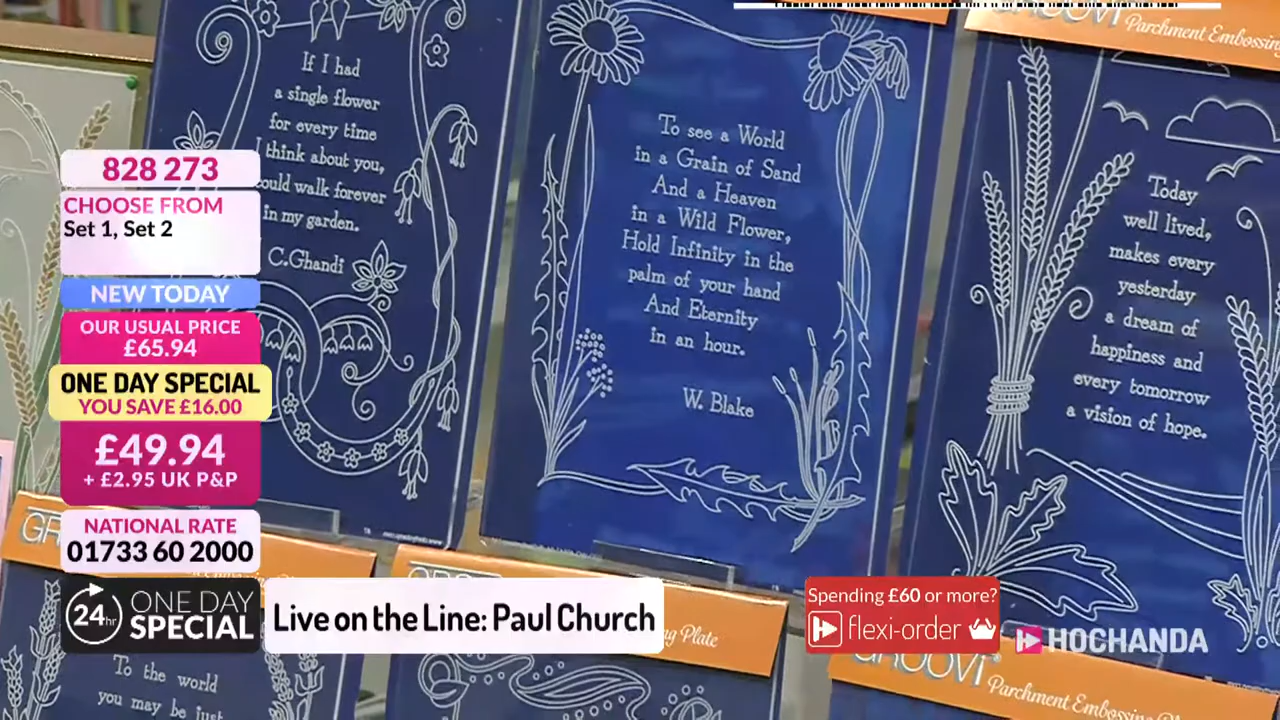 GROOVI Parchment Embossing
If I had
a single flower
for every time
I think about you,
could walk forever
in my garden.
C.Ghandi
To see a World
in a Grain of Sand
And a Heaven
in a Wild Flower,
Hold Infinity in the
palm of your hand
And Eternity
in an hour.
W. Blake
Today
well lived,
makes every
yesterday
a dream of
happiness and
every tomorrow
a vision of hope.
828 273
CHOOSE FROM
Set 1, Set 2
NEW TODAY
OUR USUAL PRICE
£65.94
ONE DAY SPECIAL
YOU SAVE £16.00
£49.94
+ £2.95 UK P&P
NATIONAL RATE
01733 60 2000
24hr
ONE DAY
SPECIAL
Live on the Line: Paul Church
Spending £60 or more?
flexi-order
HOCHANDA
Plate
GROOVI
Parchment Embossing
To the world
you may be just